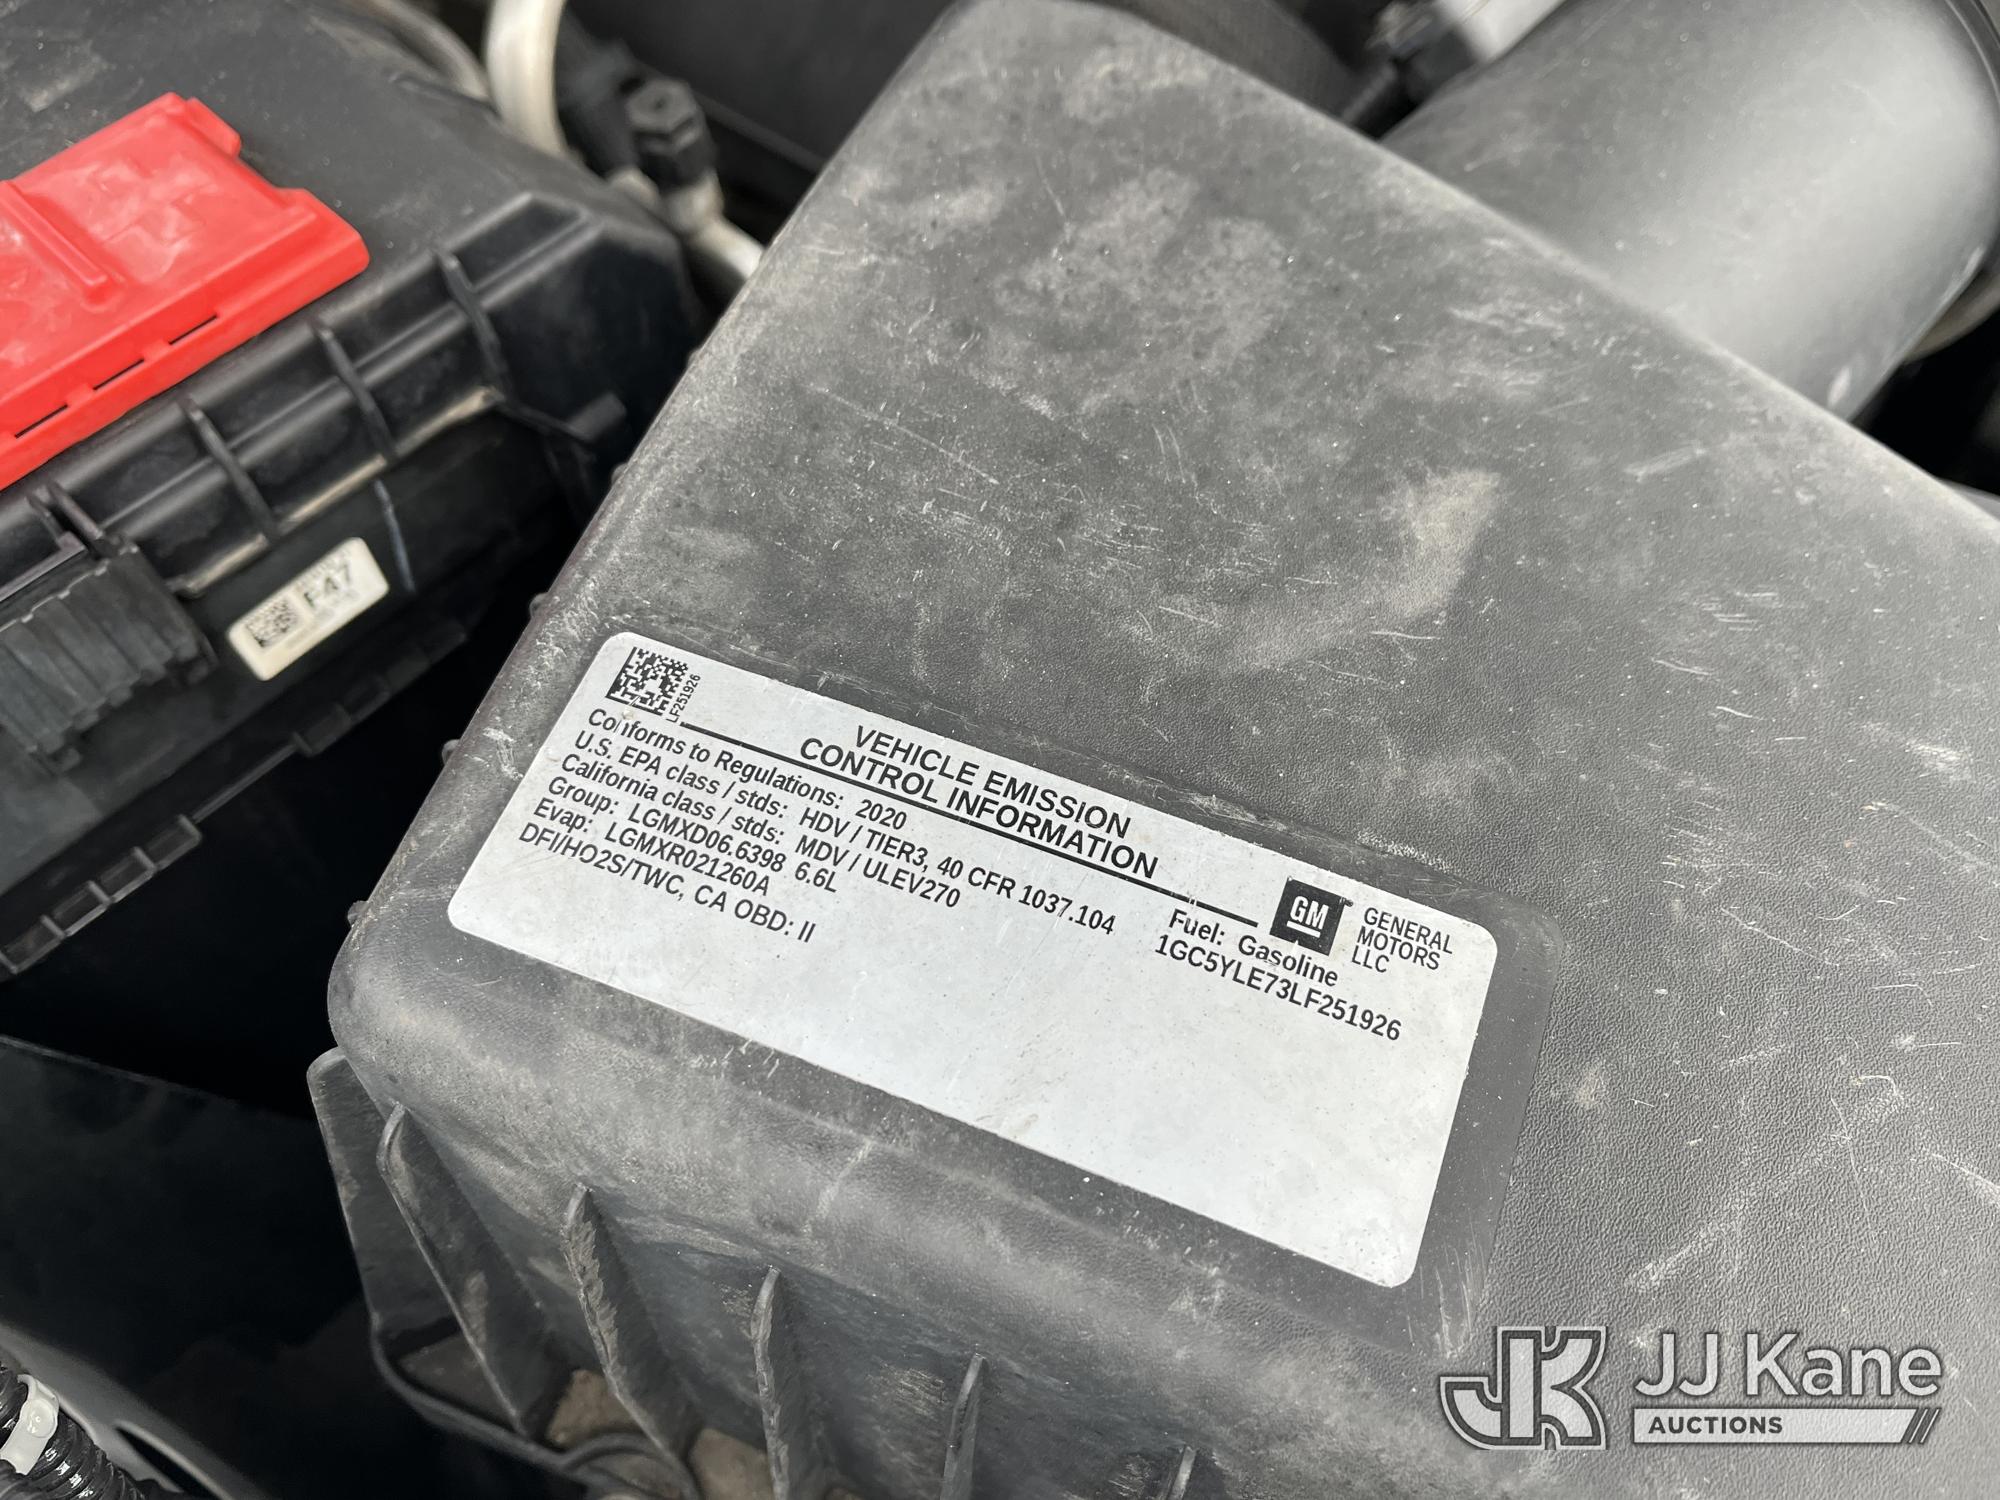 F47
LF251926
VEHICLE EMISSION
CONTROL INFORMATION
Conforms to Regulations: 2020
U.S. EPA class / stds: HDV / TIER3, 40 CFR 1037.104
California class / stds: MDV / ULEV270
Group: LGMXD06.6398 6.6L
Evap: LGMXR021260A
DFI/HO2S/TWC, CA OBD: II
Fuel: Gasoline
1GC5YLE73LF251926
GM
GENERAL
MOTORS
LLC
JK
JJ Kane
AUCTIONS